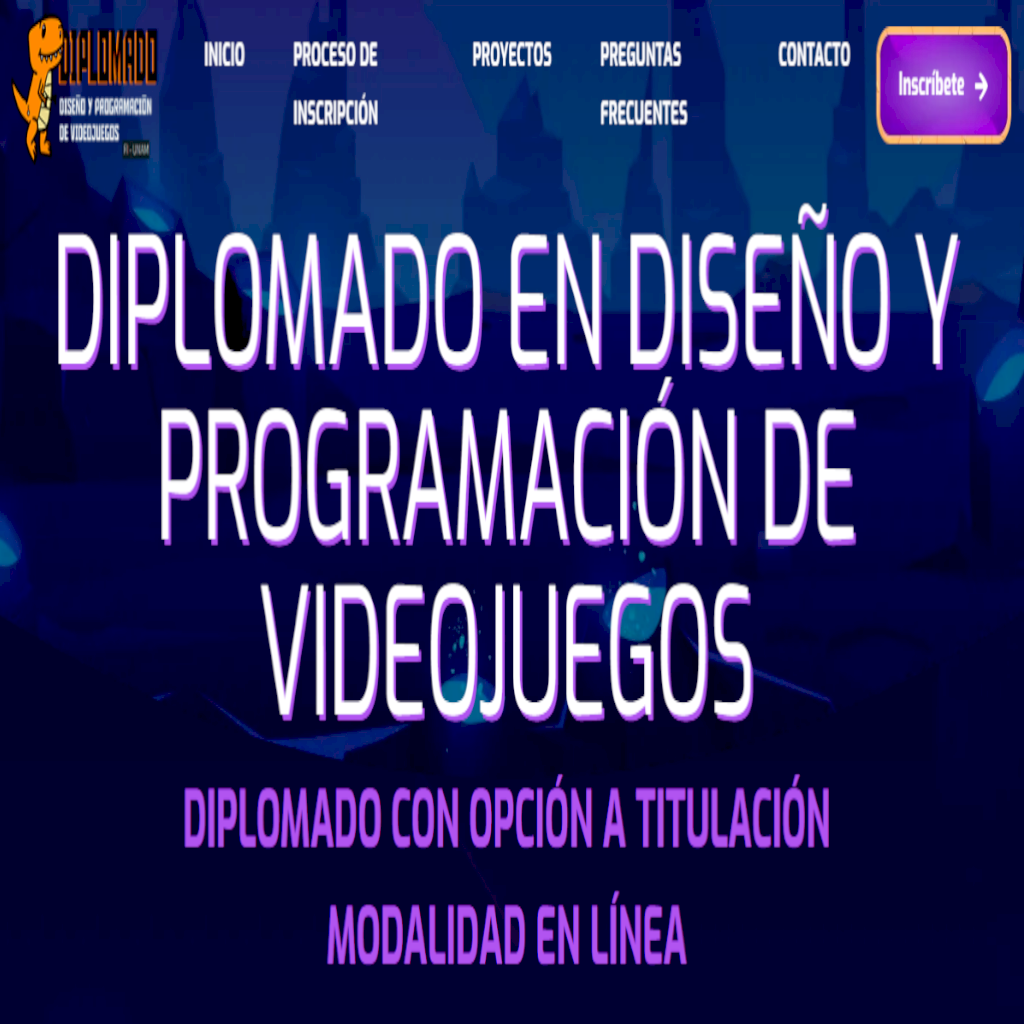 DIPLOMADO
DISEÑO Y PROGRAMACIÓN
DE VIDEOJUEGOS
INICIO
PROCESO DE
INSCRIPCIÓN
PROYECTOS
PREGUNTAS
FRECUENTES
CONTACTO
Inscríbete →
DIPLOMADO EN DISEÑO Y
PROGRAMACIÓN DE
VIDEOJUEGOS
DIPLOMADO CON OPCIÓN A TITULACIÓN
MODALIDAD EN LÍNEA